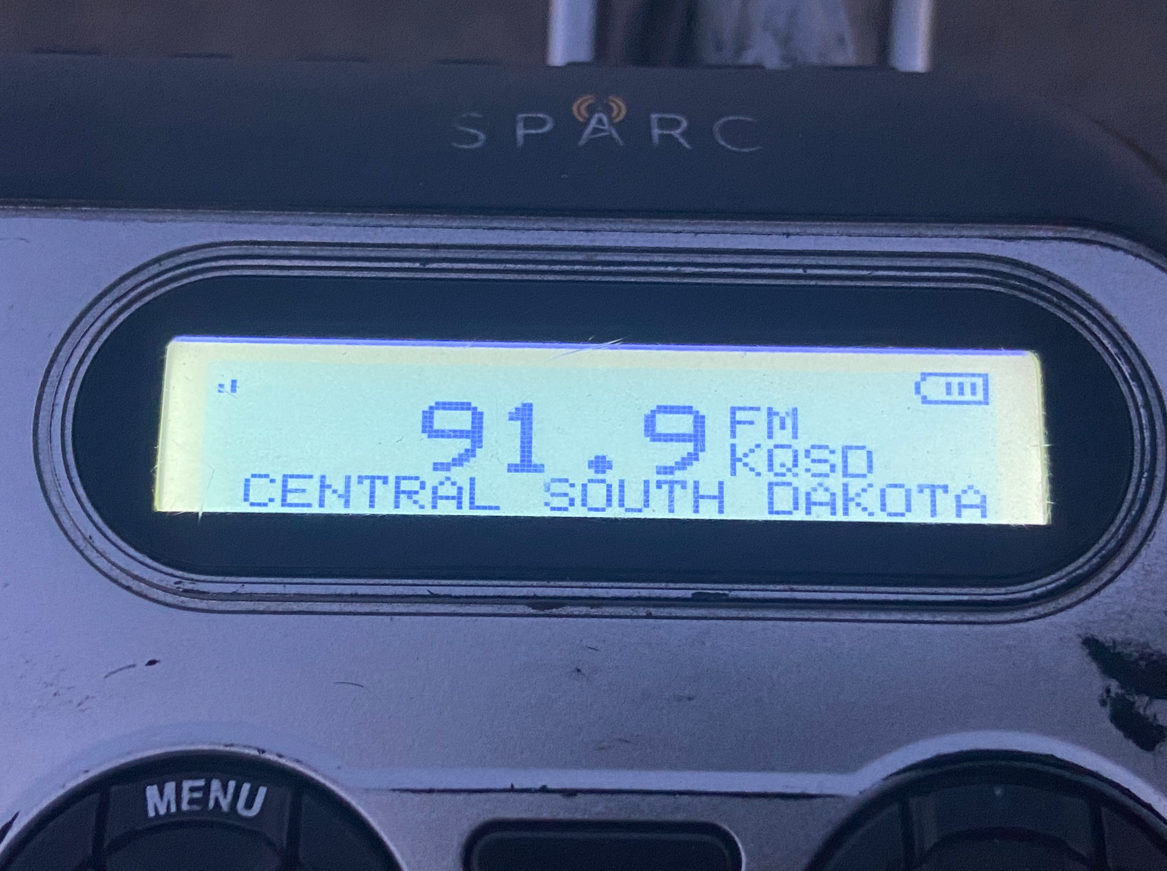 SPARC
91.9 FM
KQSD
CENTRAL SOUTH DAKOTA
MENU